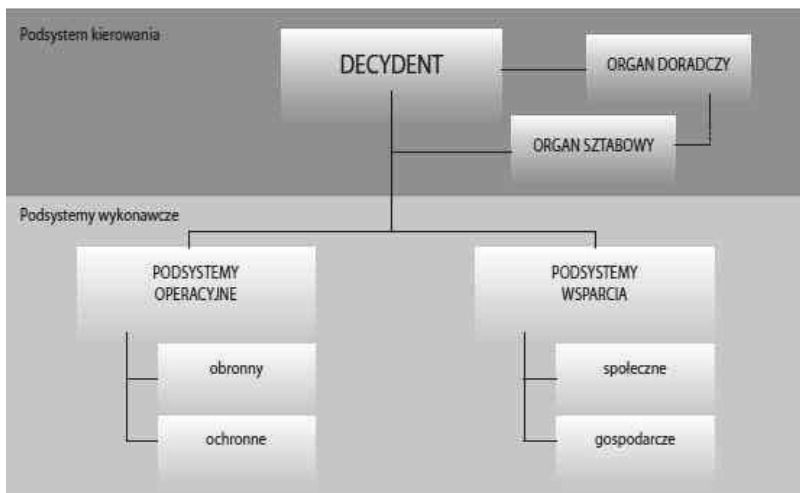 Podsystem kierowania
DECYDENT
ORGAN DORADCZY
ORGAN SZTABOWY
Podsystemy wykonawcze
PODSYSTEMY
OPERACYJNE
PODSYSTEMY
WSPARCIA
obronny
społeczne
ochronne
gospodarcze